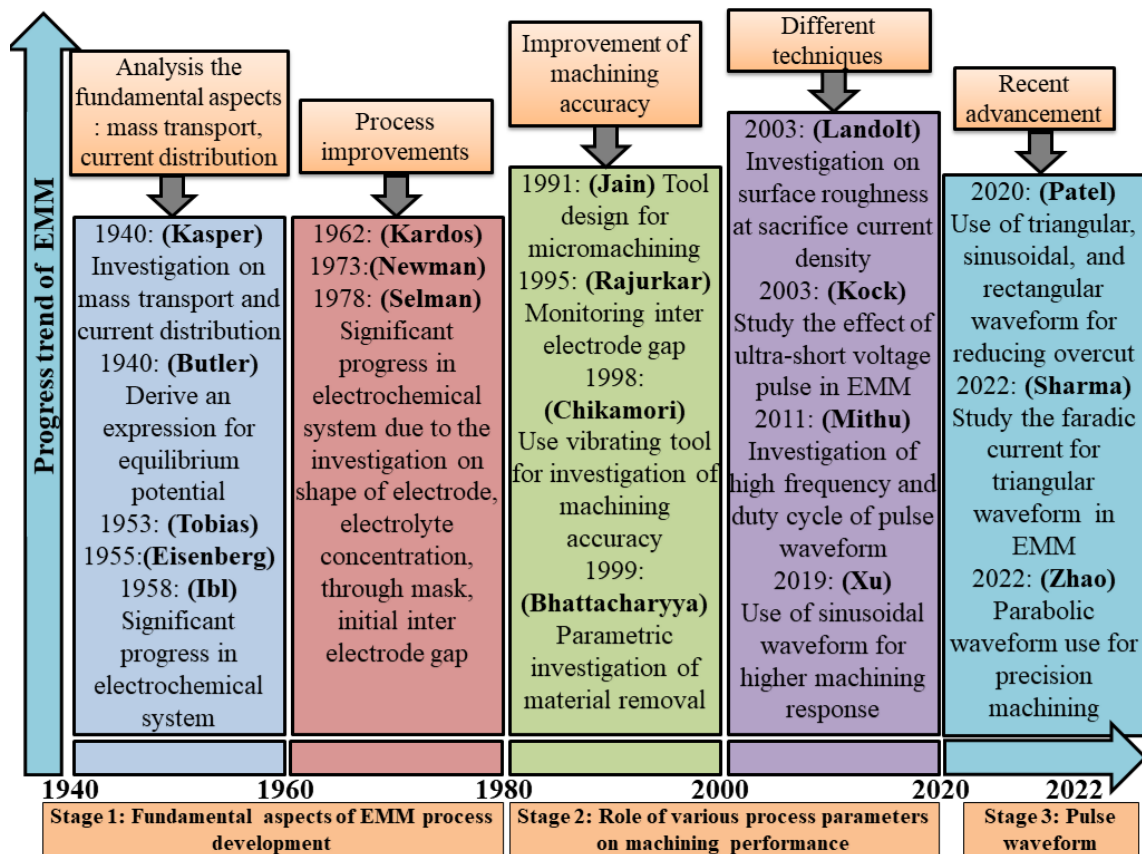 Progress trend of EMM
Analysis the
fundamental aspects
: mass transport,
current distribution
1940: (Kasper)
Investigation on
mass transport and
current distribution
1940: (Butler)
Derive an
expression for
equilibrium
potential
1953: (Tobias)
1955:(Eisenberg)
1958: (Ibl)
Significant
progress in
electrochemical
system
Process
improvements
1962: (Kardos)
1973:(Newman)
1978: (Selman)
Significant
progress in
electrochemical
system due to the
investigation on
shape of electrode,
electrolyte
concentration,
through mask,
initial inter
electrode gap
Improvement of
machining
accuracy
1991: (Jain) Tool
design for
micromachining
1995: (Rajurkar)
Monitoring inter
electrode gap
1998:
(Chikamori)
Use vibrating tool
for investigation of
machining
accuracy
1999:
(Bhattacharyya)
Parametric
investigation of
material removal
Different
techniques
2003: (Landolt)
Investigation on
surface roughness
at sacrifice current
density
2003: (Kock)
Study the effect of
ultra-short voltage
pulse in EMM
2011: (Mithu)
Investigation of
high frequency and
duty cycle of pulse
waveform
2019: (Xu)
Use of sinusoidal
waveform for
higher machining
response
Recent
advancement
2020: (Patel)
Use of triangular,
sinusoidal, and
rectangular
waveform for
reducing overcut
2022: (Sharma)
Study the faradic
current for
triangular
waveform in
EMM
2022: (Zhao)
Parabolic
waveform use for
precision
machining
1940 1960 1980 2000 2020 2022
Stage 1: Fundamental aspects of EMM process
development
Stage 2: Role of various process parameters
on machining performance
Stage 3: Pulse
waveform